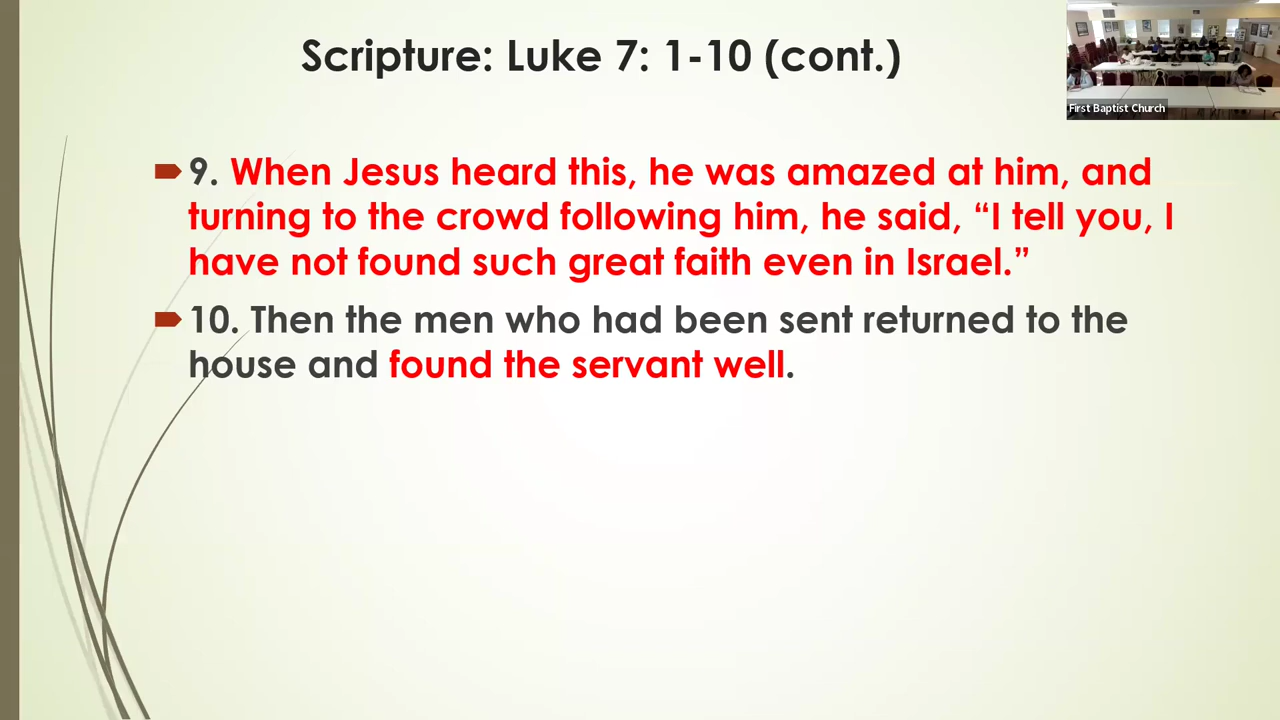 Scripture: Luke 7: 1-10 (cont.)
First Baptist Church
9. When Jesus heard this, he was amazed at him, and
turning to the crowd following him, he said, “I tell you, I
have not found such great faith even in Israel.”
10. Then the men who had been sent returned to the
house and found the servant well.